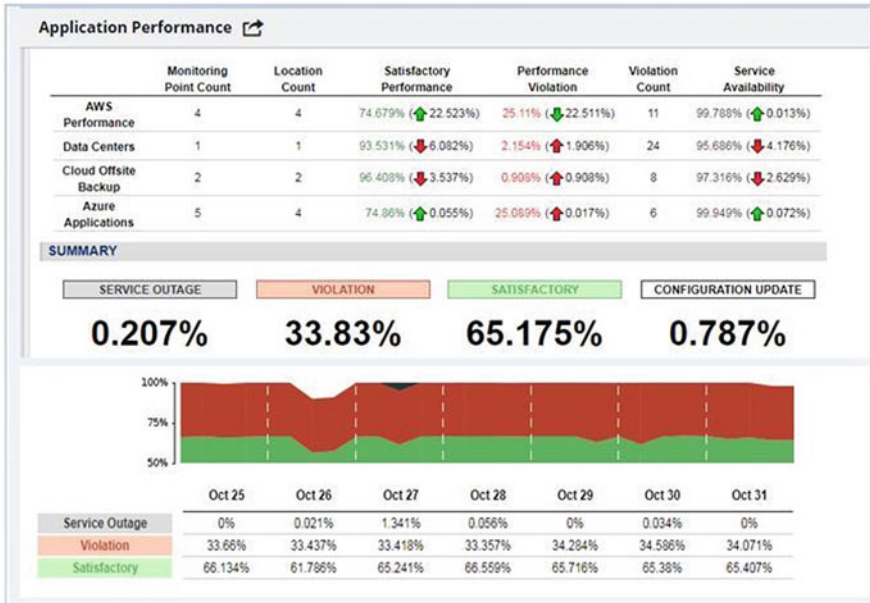 Application Performance
Monitoring Point Count Location Count Satisfactory Performance Performance Violation Violation Count Service Availability
AWS Performance 4 4 74.679% (22.523%) 25.11% (22.511%) 11 99.788% (0.013%)
Data Centers 1 1 93.531% (6.082%) 2.154% (1.906%) 24 95.686% (4.176%)
Cloud Offsite Backup 2 2 96.408% (3.537%) 0.908% (0.908%) 8 97.316% (2.629%)
Azure Applications 5 4 74.86% (0.055%) 25.089% (0.017%) 6 99.949% (0.072%)
SUMMARY
SERVICE OUTAGE VIOLATION SATISFACTORY CONFIGURATION UPDATE
0.207% 33.83% 65.175% 0.787%
100%
75%
50%
Oct 25 Oct 26 Oct 27 Oct 28 Oct 29 Oct 30 Oct 31
Service Outage 0% 0.021% 1.341% 0.056% 0% 0.034% 0%
Violation 33.66% 33.437% 33.418% 33.357% 34.284% 34.586% 34.071%
Satisfactory 66.134% 61.786% 65.241% 66.559% 65.716% 65.38% 65.407%